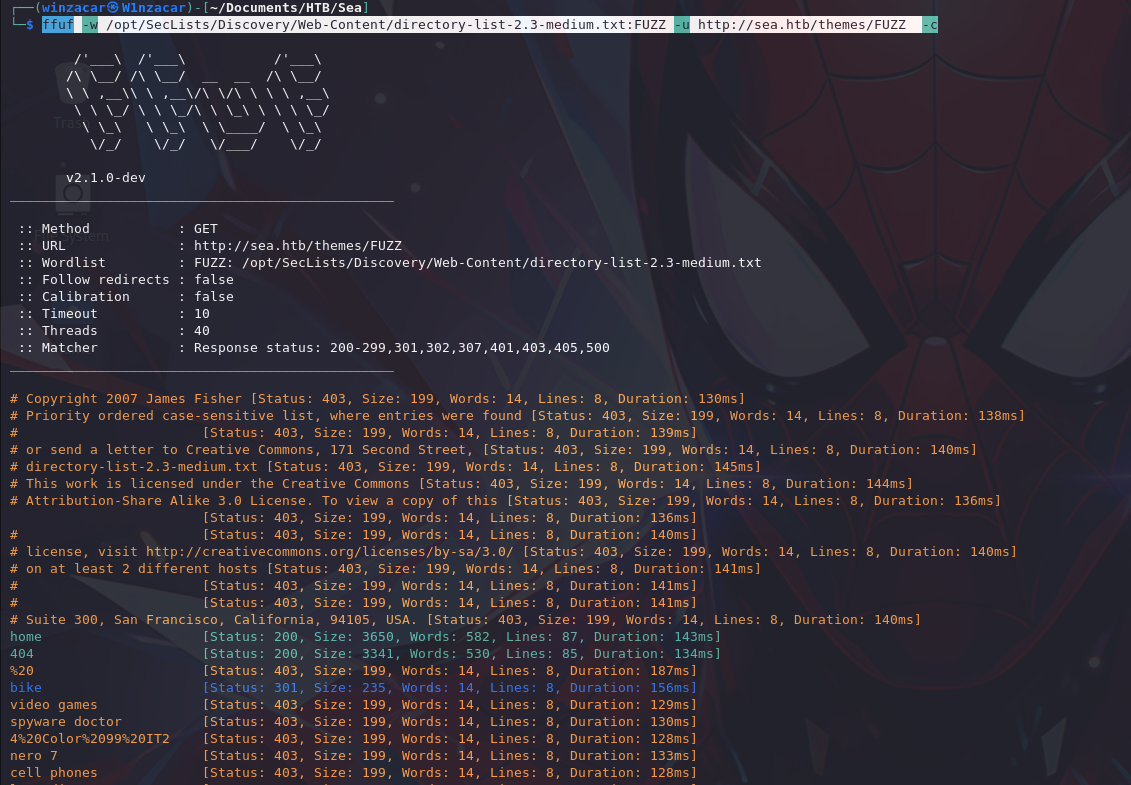 ┌──(winzacar㉿W1nzacar)-[~/Documents/HTB/Sea]
└─$ ffuf -w /opt/SecLists/Discovery/Web-Content/directory-list-2.3-medium.txt:FUZZ -u http://sea.htb/themes/FUZZ -c
/'___\  /'___\           /'___\
/\ \__/ /\ \__/  __  __  /\ \__/
\ \ ,__\\ \ ,__\/\ \/\ \ \ \ ,__\
\ \ \_/ \ \ \_/\ \ \_\ \ \ \ \_/
\ \_\   \ \_\  \ \____/  \ \_\
\/_/    \/_/   \/___/    \/_/
v2.1.0-dev
________________________________________________
:: Method           : GET
:: URL              : http://sea.htb/themes/FUZZ
:: Wordlist         : FUZZ: /opt/SecLists/Discovery/Web-Content/directory-list-2.3-medium.txt
:: Follow redirects : false
:: Calibration      : false
:: Timeout          : 10
:: Threads          : 40
:: Matcher          : Response status: 200-299,301,302,307,401,403,405,500
________________________________________________
# Copyright 2007 James Fisher [Status: 403, Size: 199, Words: 14, Lines: 8, Duration: 130ms]
# Priority ordered case-sensitive list, where entries were found [Status: 403, Size: 199, Words: 14, Lines: 8, Duration: 138ms]
#                       [Status: 403, Size: 199, Words: 14, Lines: 8, Duration: 139ms]
# or send a letter to Creative Commons, 171 Second Street, [Status: 403, Size: 199, Words: 14, Lines: 8, Duration: 140ms]
# directory-list-2.3-medium.txt [Status: 403, Size: 199, Words: 14, Lines: 8, Duration: 145ms]
# This work is licensed under the Creative Commons [Status: 403, Size: 199, Words: 14, Lines: 8, Duration: 144ms]
# Attribution-Share Alike 3.0 License. To view a copy of this [Status: 403, Size: 199, Words: 14, Lines: 8, Duration: 136ms]
[Status: 403, Size: 199, Words: 14, Lines: 8, Duration: 136ms]
#                       [Status: 403, Size: 199, Words: 14, Lines: 8, Duration: 140ms]
# license, visit http://creativecommons.org/licenses/by-sa/3.0/ [Status: 403, Size: 199, Words: 14, Lines: 8, Duration: 140ms]
# on at least 2 different hosts [Status: 403, Size: 199, Words: 14, Lines: 8, Duration: 141ms]
#                       [Status: 403, Size: 199, Words: 14, Lines: 8, Duration: 141ms]
#                       [Status: 403, Size: 199, Words: 14, Lines: 8, Duration: 141ms]
# Suite 300, San Francisco, California, 94105, USA. [Status: 403, Size: 199, Words: 14, Lines: 8, Duration: 140ms]
home                    [Status: 200, Size: 3650, Words: 582, Lines: 87, Duration: 143ms]
404                     [Status: 200, Size: 3341, Words: 530, Lines: 85, Duration: 134ms]
%20                     [Status: 403, Size: 199, Words: 14, Lines: 8, Duration: 187ms]
bike                    [Status: 301, Size: 235, Words: 14, Lines: 8, Duration: 156ms]
video games             [Status: 403, Size: 199, Words: 14, Lines: 8, Duration: 129ms]
spyware doctor          [Status: 403, Size: 199, Words: 14, Lines: 8, Duration: 130ms]
4%20Color%2099%20IT2    [Status: 403, Size: 199, Words: 14, Lines: 8, Duration: 128ms]
nero 7                  [Status: 403, Size: 199, Words: 14, Lines: 8, Duration: 133ms]
cell phones             [Status: 403, Size: 199, Words: 14, Lines: 8, Duration: 128ms]